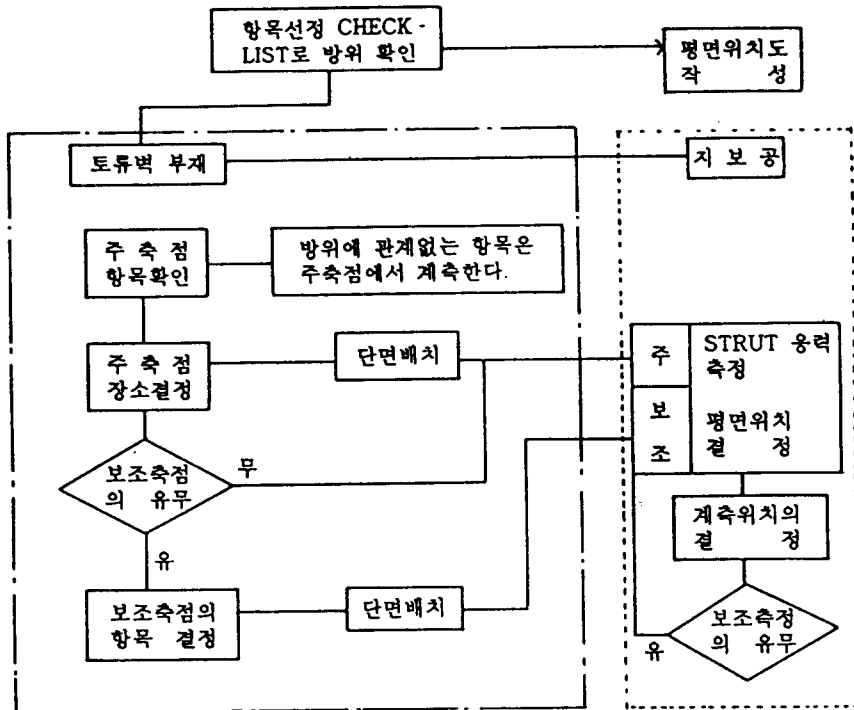 항목선정 CHECK-
LIST로 방위 확인
평면위치도
작 성
토류벽 부재
지 보 공
주 축 점
항목확인
방위에 관계없는 항목은
주축점에서 계측한다.
주 축 점
장소결정
단면배치
주
STRUT 응력
측정
보
조
평면위치
결 정
보조축점
의 유무
무
유
계측위치의
결 정
보조축점의
항목 결정
단면배치
보조측정
의 유무
유